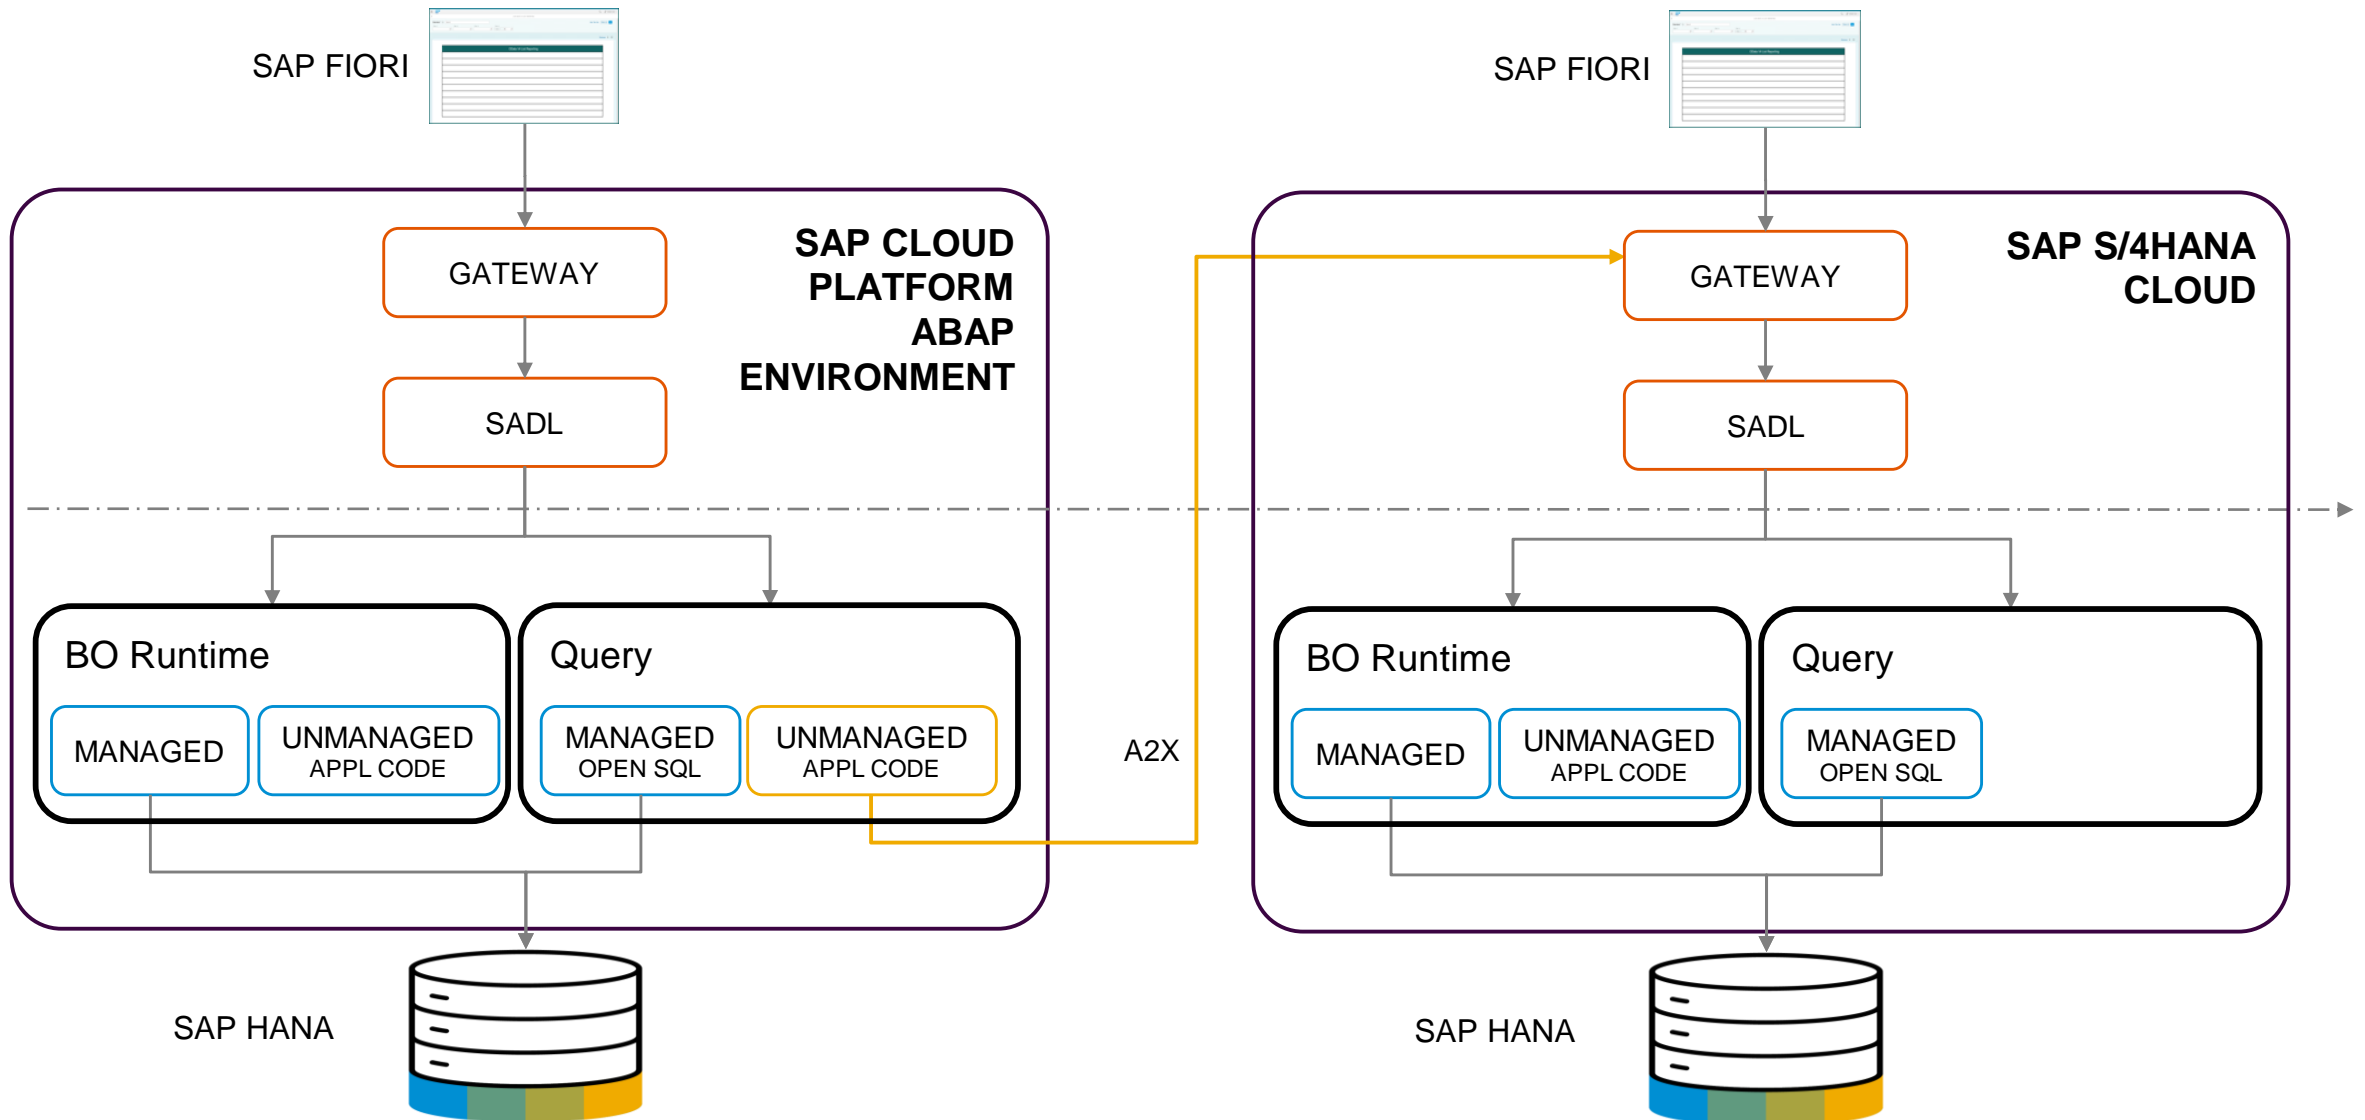 SAP FIORI
SAP FIORI
SAP CLOUD
PLATFORM
ABAP
ENVIRONMENT
GATEWAY
SADL
SAP S/4HANA
CLOUD
GATEWAY
SADL
BO Runtime
MANAGED
UNMANAGED
APPL CODE
Query
MANAGED
OPEN SQL
UNMANAGED
APPL CODE
A2X
BO Runtime
MANAGED
UNMANAGED
APPL CODE
Query
MANAGED
OPEN SQL
SAP HANA
SAP HANA